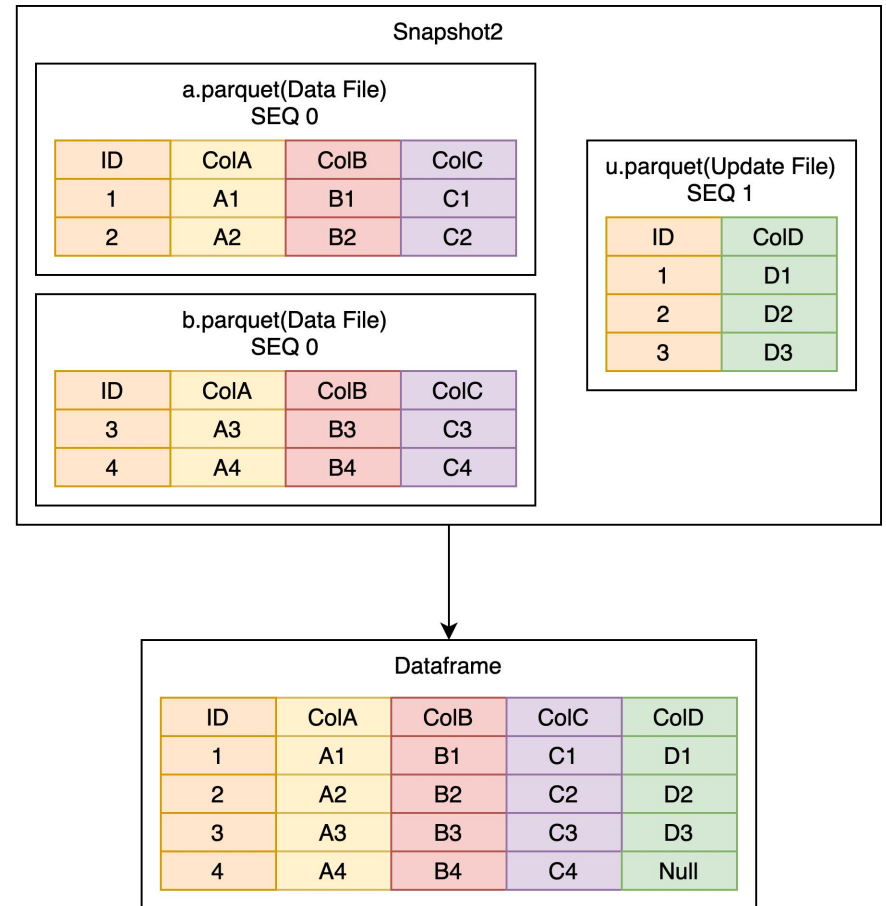 Snapshot2
a.parquet(Data File)
SEQ 0
ID ColA ColB ColC
1 A1 B1 C1
2 A2 B2 C2
b.parquet(Data File)
SEQ 0
ID ColA ColB ColC
3 A3 B3 C3
4 A4 B4 C4
u.parquet(Update File)
SEQ 1
ID ColD
1 D1
2 D2
3 D3
Dataframe
ID ColA ColB ColC ColD
1 A1 B1 C1 D1
2 A2 B2 C2 D2
3 A3 B3 C3 D3
4 A4 B4 C4 Null